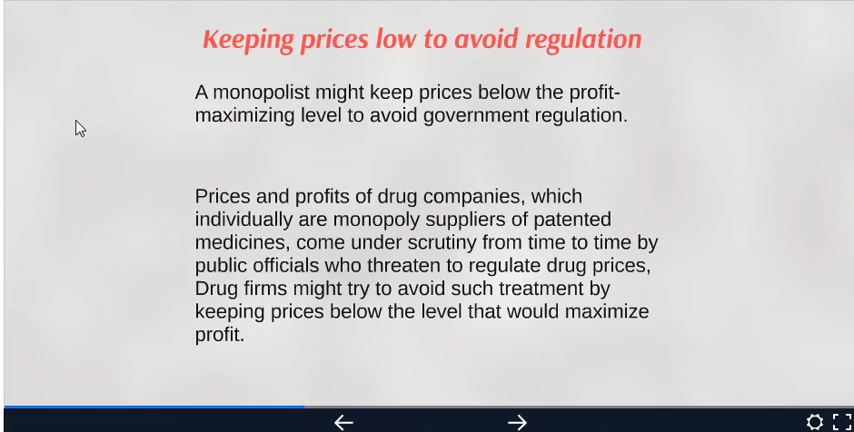 Keeping prices low to avoid regulation
A monopolist might keep prices below the profit-
maximizing level to avoid government regulation.
Prices and profits of drug companies, which
individually are monopoly suppliers of patented
medicines, come under scrutiny from time to time by
public officials who threaten to regulate drug prices,
Drug firms might try to avoid such treatment by
keeping prices below the level that would maximize
profit.